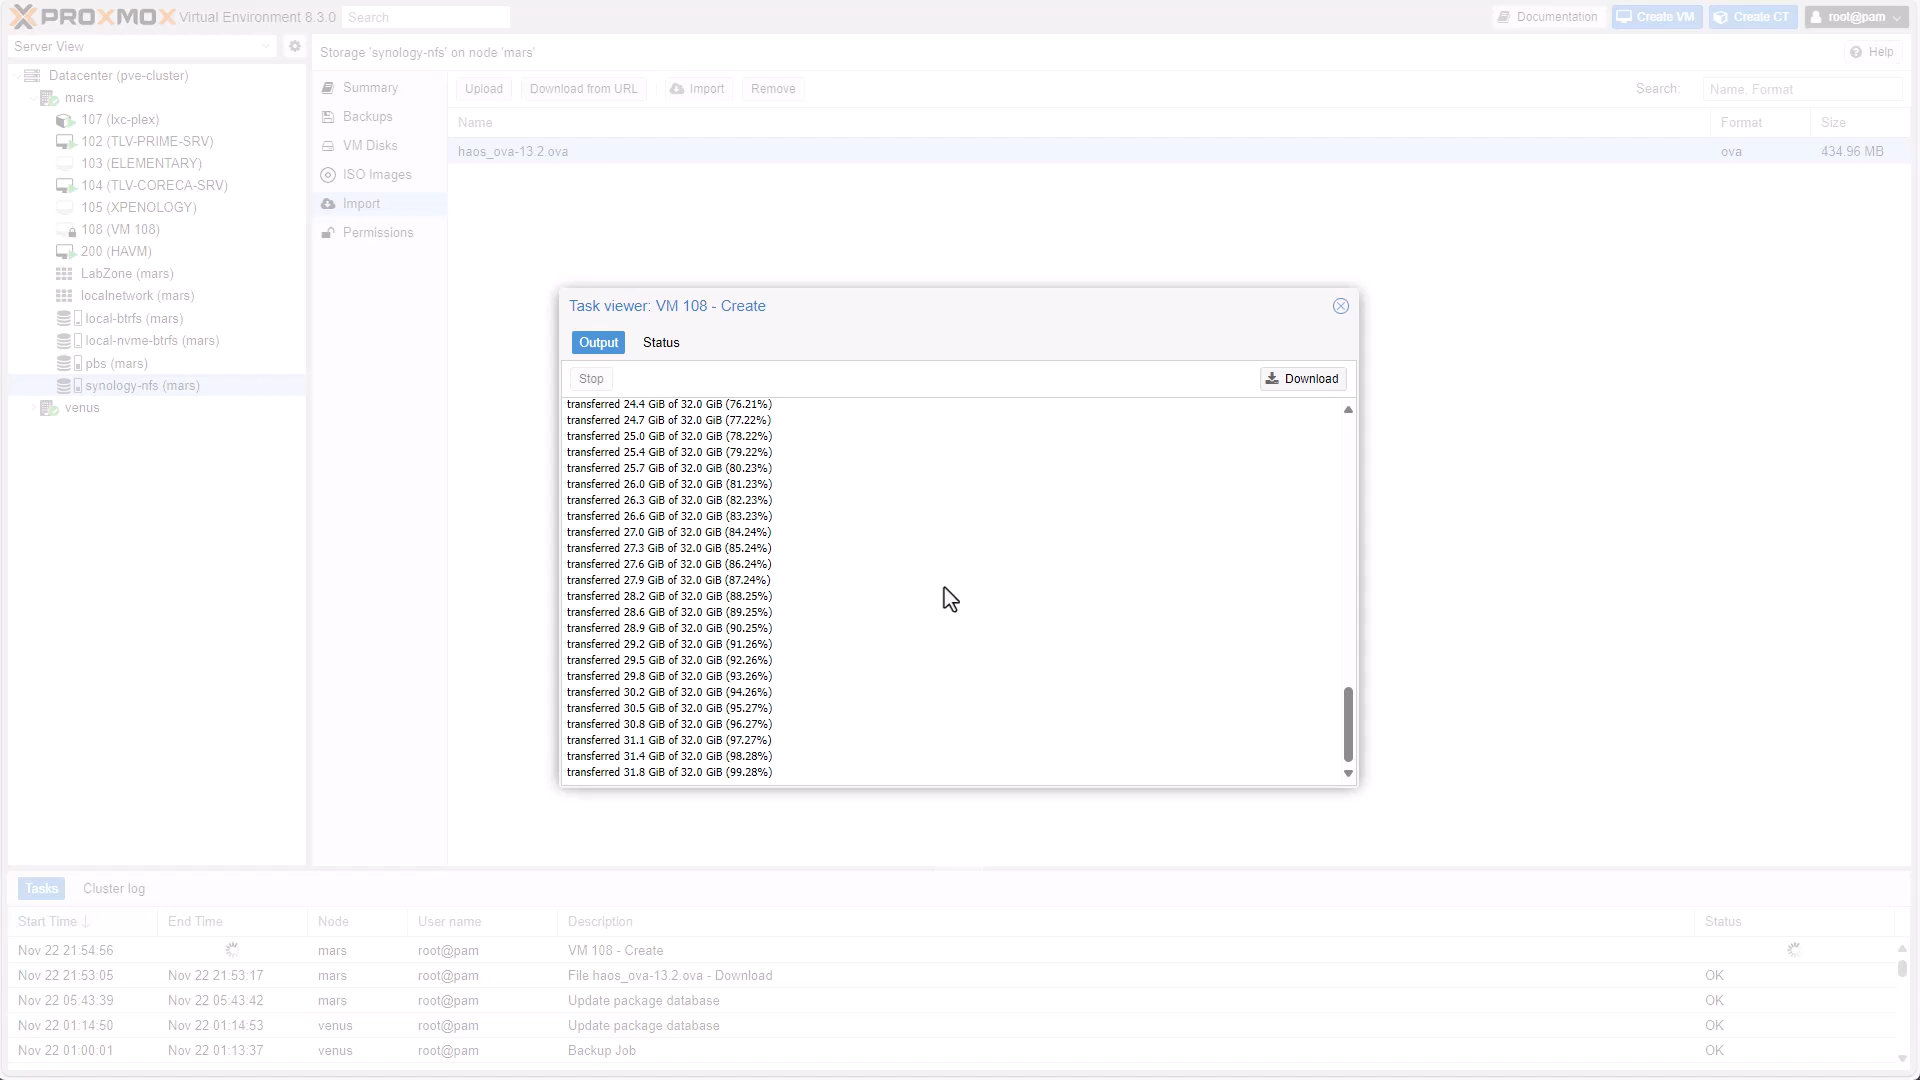 PROXMOX Virtual Environment 8.3.0 Search Documentation Create VM Create CT root@pam
Server View
Storage 'synology-nfs' on node 'mars' Help
Datacenter (pve-cluster)
mars
107 (lxc-plex)
102 (TLV-PRIME-SRV)
103 (ELEMENTARY)
104 (TLV-CORECA-SRV)
105 (XPENOLOGY)
108 (VM 108)
200 (HAVM)
LabZone (mars)
localnetwork (mars)
local-btrfs (mars)
local-nvme-btrfs (mars)
pbs (mars)
synology-nfs (mars)
venus
Summary
Backups
VM Disks
ISO Images
Import
Permissions
Upload Download from URL Import Remove Search: Name, Format
Name Format Size
haos_ova-13.2.ova ova 434.96 MB
Task viewer: VM 108 - Create
Output Status
Stop Download
transferred 24.4 GiB of 32.0 GiB (76.21%)
transferred 24.7 GiB of 32.0 GiB (77.22%)
transferred 25.0 GiB of 32.0 GiB (78.22%)
transferred 25.4 GiB of 32.0 GiB (79.22%)
transferred 25.7 GiB of 32.0 GiB (80.23%)
transferred 26.0 GiB of 32.0 GiB (81.23%)
transferred 26.3 GiB of 32.0 GiB (82.23%)
transferred 26.6 GiB of 32.0 GiB (83.23%)
transferred 27.0 GiB of 32.0 GiB (84.24%)
transferred 27.3 GiB of 32.0 GiB (85.24%)
transferred 27.6 GiB of 32.0 GiB (86.24%)
transferred 27.9 GiB of 32.0 GiB (87.24%)
transferred 28.2 GiB of 32.0 GiB (88.25%)
transferred 28.6 GiB of 32.0 GiB (89.25%)
transferred 28.9 GiB of 32.0 GiB (90.25%)
transferred 29.2 GiB of 32.0 GiB (91.26%)
transferred 29.5 GiB of 32.0 GiB (92.26%)
transferred 29.8 GiB of 32.0 GiB (93.26%)
transferred 30.2 GiB of 32.0 GiB (94.26%)
transferred 30.5 GiB of 32.0 GiB (95.27%)
transferred 30.8 GiB of 32.0 GiB (96.27%)
transferred 31.1 GiB of 32.0 GiB (97.27%)
transferred 31.4 GiB of 32.0 GiB (98.28%)
transferred 31.8 GiB of 32.0 GiB (99.28%)
Tasks Cluster log
Start Time End Time Node User name Description Status
Nov 22 21:54:56 mars root@pam VM 108 - Create
Nov 22 21:53:05 Nov 22 21:53:17 mars root@pam File haos_ova-13.2.ova - Download OK
Nov 22 05:43:39 Nov 22 05:43:42 mars root@pam Update package database OK
Nov 22 01:14:50 Nov 22 01:14:53 venus root@pam Update package database OK
Nov 22 01:00:01 Nov 22 01:13:37 venus root@pam Backup Job OK